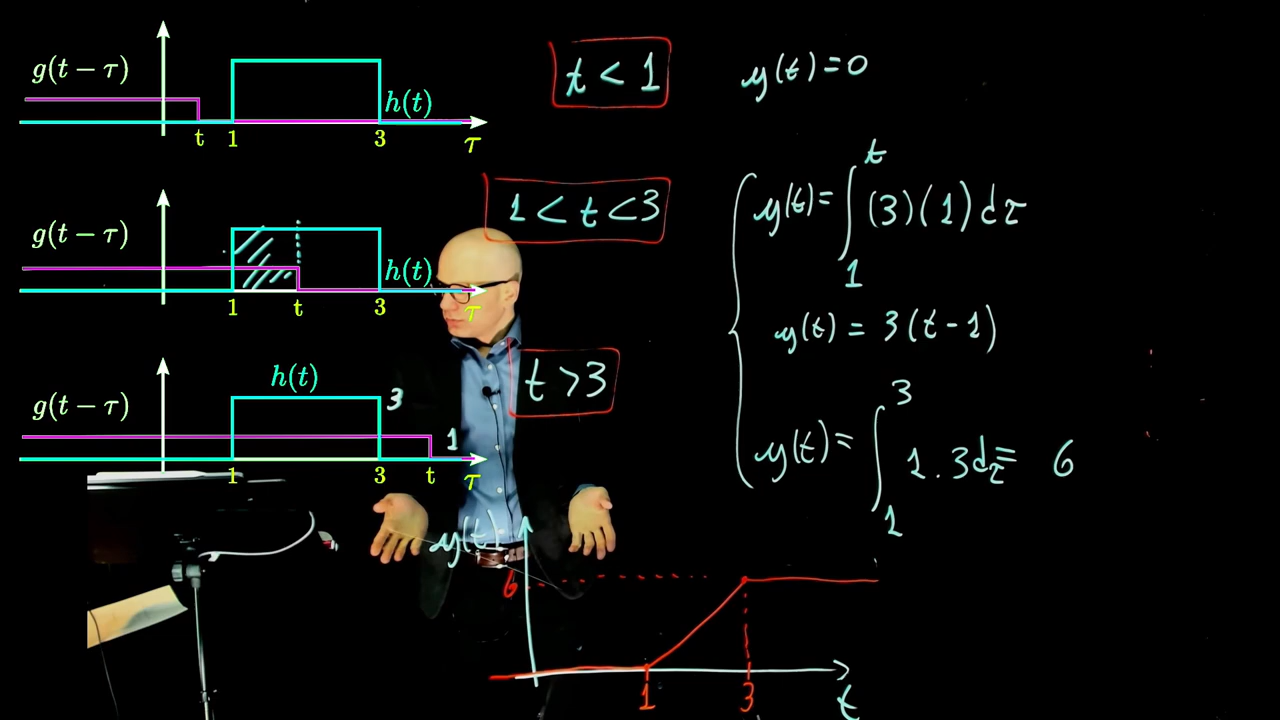 g(t − τ)
h(t)
t 1 3 τ
t < 1
y(t) = 0
g(t − τ)
h(t)
1 t 3 τ
1 < t < 3
y(t) = ∫₁ᵗ (3)(1) dτ
y(t) = 3(t - 1)
h(t)
g(t − τ)
3
1
1 3 t τ
t > 3
y(t) = ∫₁³ 1.3dτ = 6
y(t)
6
1 3 t